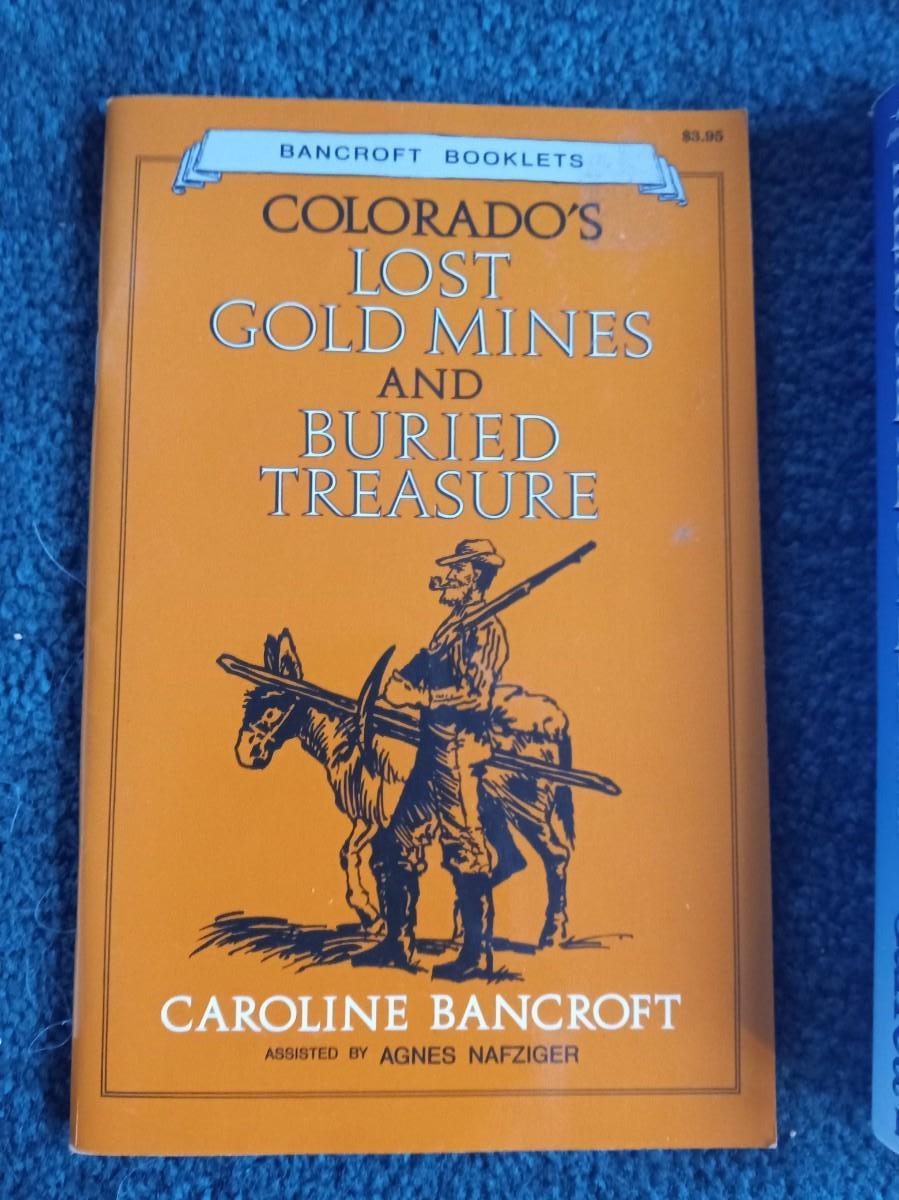 BANCROFT BOOKLETS
$3.95
COLORADO'S
LOST
GOLD MINES
AND
BURIED
TREASURE
CAROLINE BANCROFT
ASSISTED BY AGNES NAFZIGER